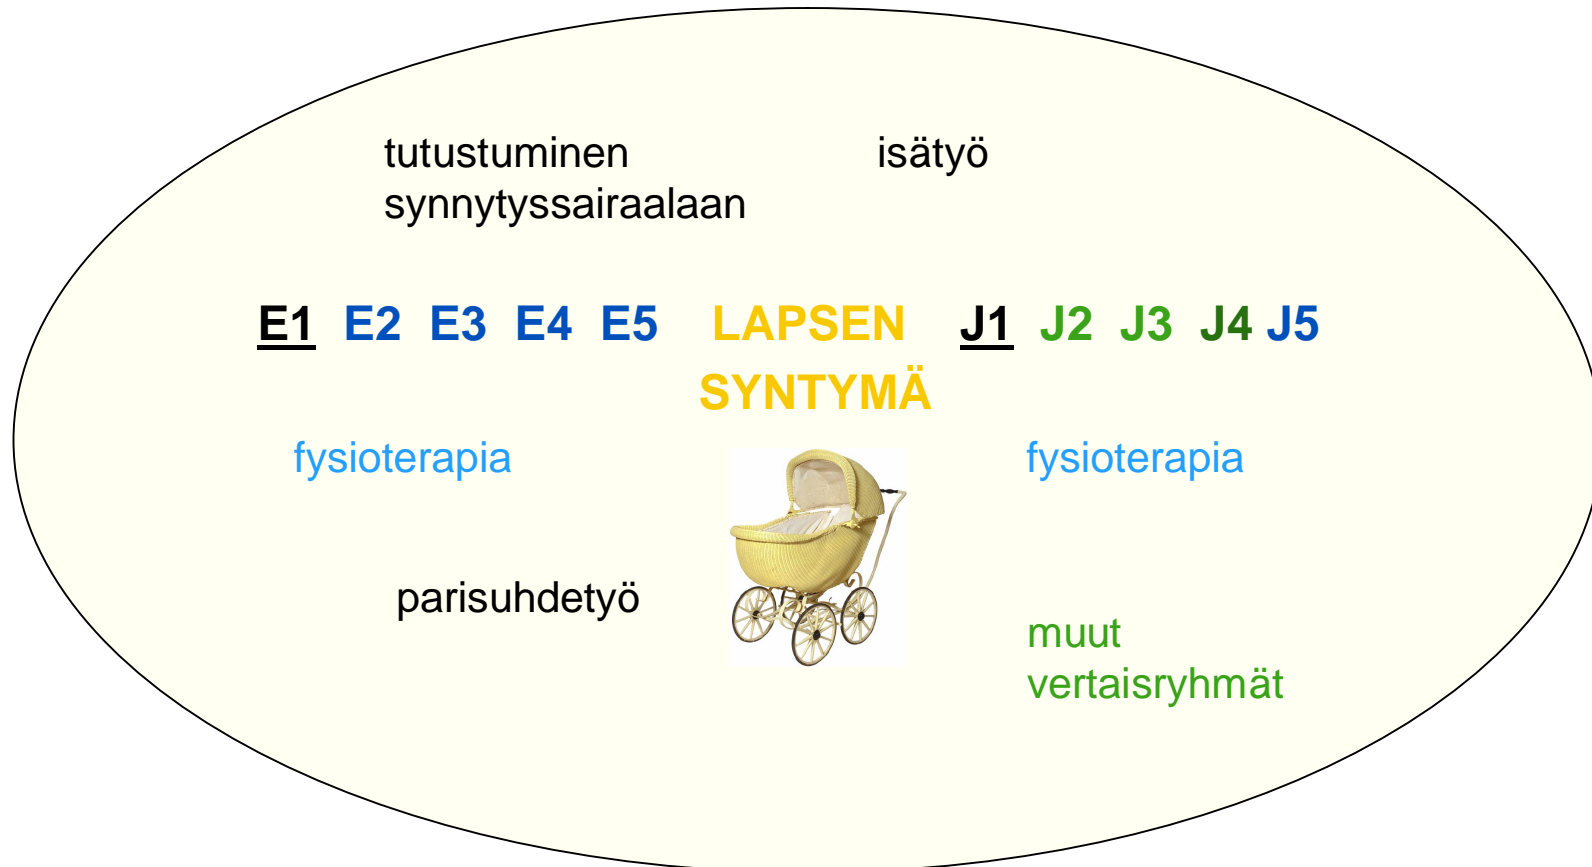 tutustuminen isätyö
synnytyssairaalaan
E1 E2 E3 E4 E5 LAPSEN J1 J2 J3 J4 J5
SYNTYMÄ
fysioterapia fysioterapia
parisuhdetyö
muut
vertaisryhmät